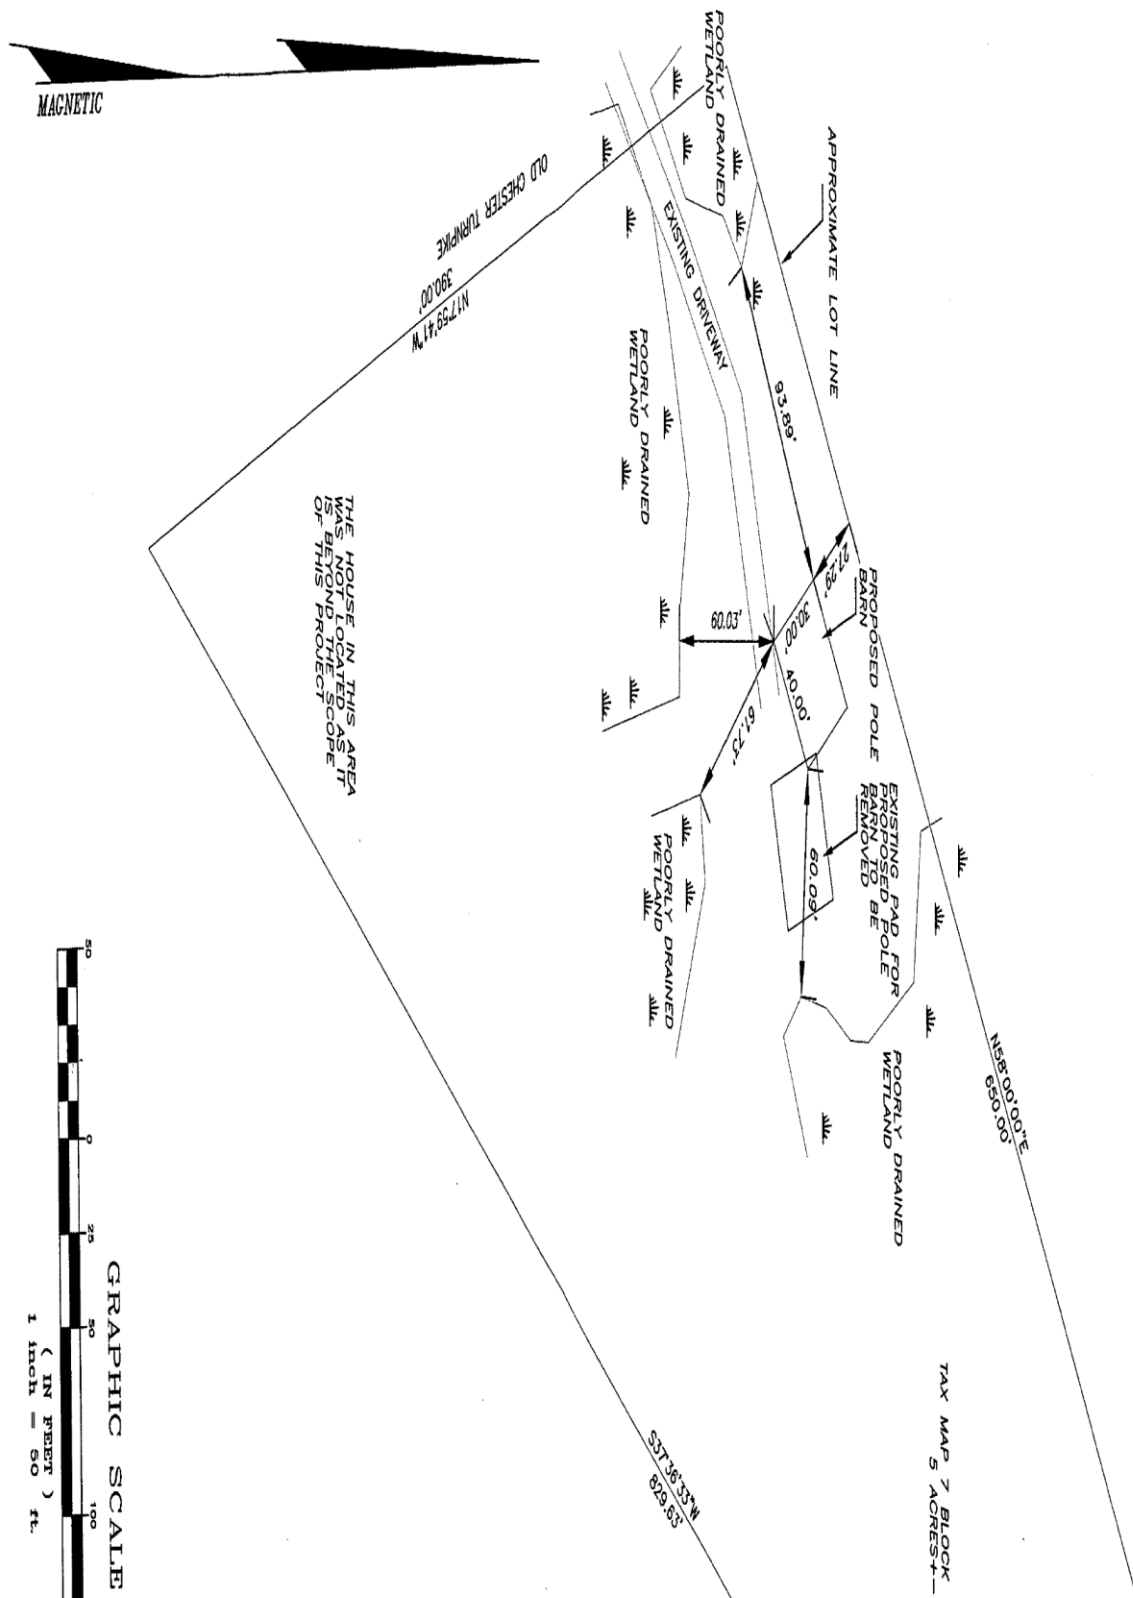 MAGNETIC
OLD CHESTER TURNPIKE
390.00'
N17°59'41"W
POORLY DRAINED
WETLAND
APPROXIMATE LOT LINE
EXISTING DRIVEWAY
93.89'
POORLY DRAINED
WETLAND
27.29'
PROPOSED POLE
BARN
30.00'
40.00'
60.03'
61.73'
THE HOUSE IN THIS AREA
WAS NOT LOCATED AS IT
IS BEYOND THE SCOPE
OF THIS PROJECT
EXISTING PAD FOR
PROPOSED POLE
BARN TO BE
REMOVED
60.09'
POORLY DRAINED
WETLAND
POORLY DRAINED
WETLAND
N58°00'00"E
650.00'
S37°36'33"W
829.63'
TAX MAP 7 BLOCK
5 ACRES+-
GRAPHIC SCALE
50 0 25 50 100
( IN FEET )
1 inch = 50 ft.